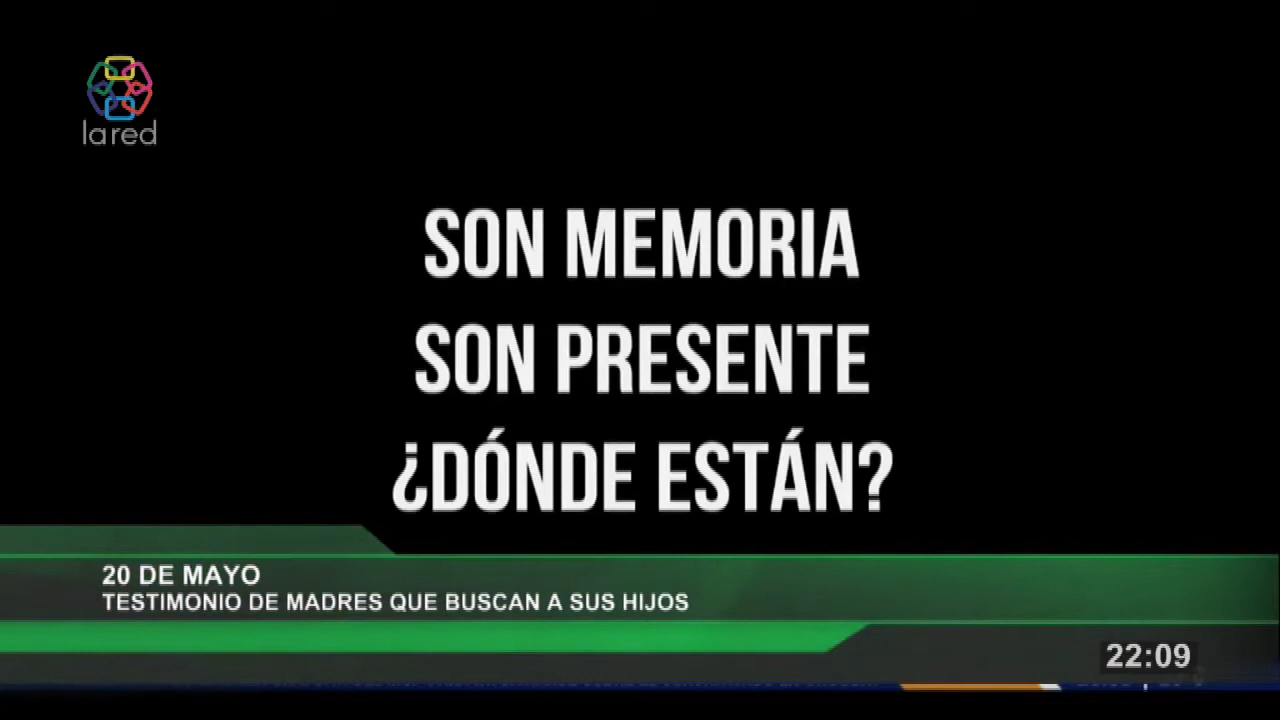 lared
SON MEMORIA
SON PRESENTE
¿DÓNDE ESTÁN?
20 DE MAYO
TESTIMONIO DE MADRES QUE BUSCAN A SUS HIJOS
22:09